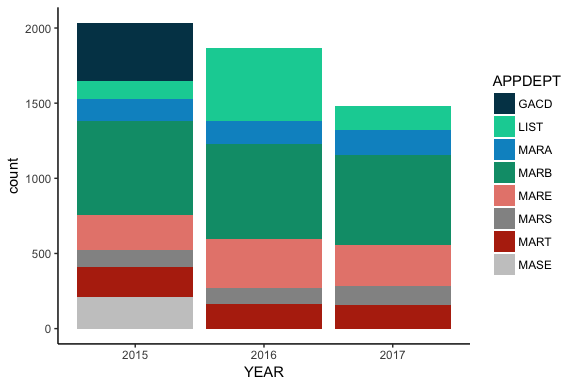 2000
1500
1000
500
0
count
2015
2016
2017
YEAR
APPDEPT
GACD
LIST
MARA
MARB
MARE
MARS
MART
MASE